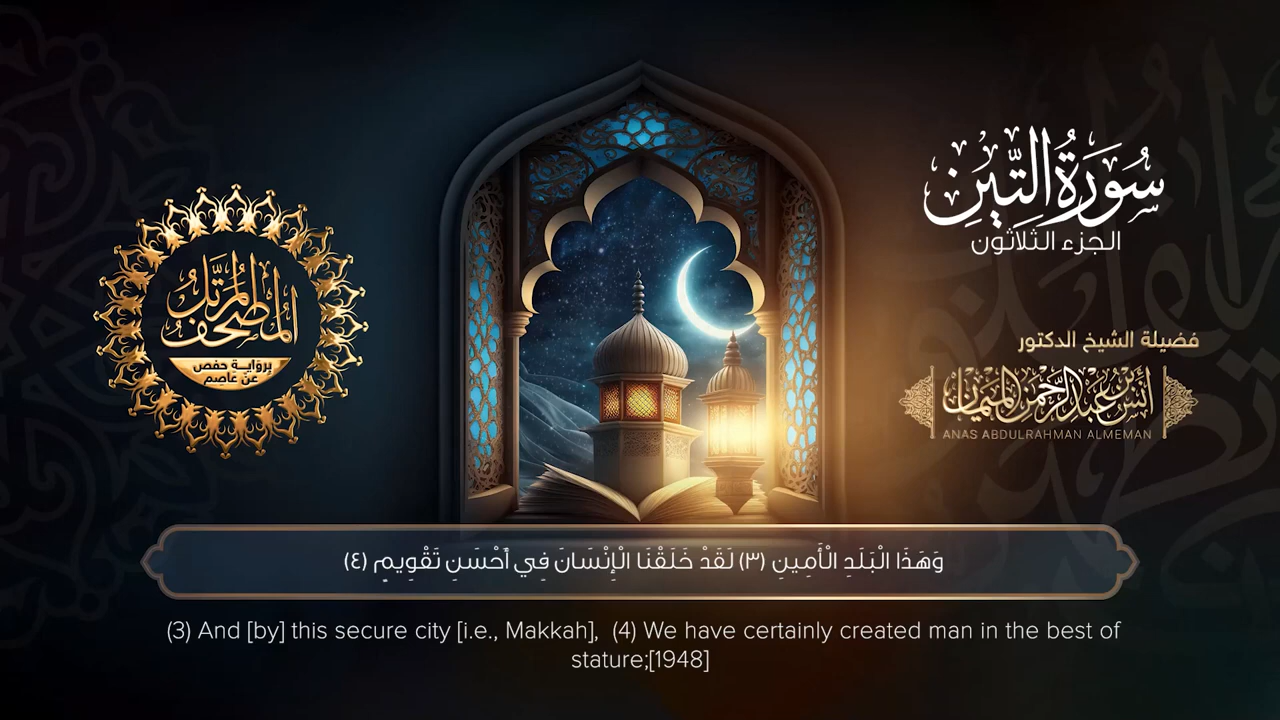 سُورَةُ التِّينِ
الجزء الثلاثون
المصحف المرتل
برواية حفص
عن عاصم
فضيلة الشيخ الدكتور
أنس بن عبدالرحمن الميمان
ANAS ABDULRAHMAN ALMEMAN
وَهَذَا الْبَلَدِ الْأَمِينِ (٣) لَقَدْ خَلَقْنَا الْإِنْسَانَ فِي أَحْسَنِ تَقْوِيمٍ (٤)
(3) And [by] this secure city [i.e., Makkah], (4) We have certainly created man in the best of
stature;[1948]